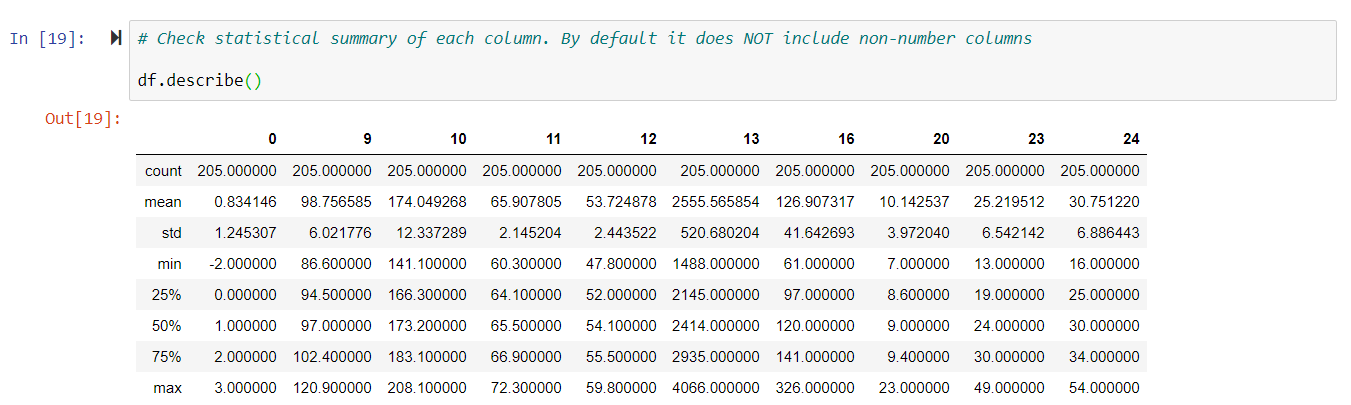 In [19]: # Check statistical summary of each column. By default it does NOT include non-number columns
df.describe()
Out[19]:
0 9 10 11 12 13 16 20 23 24
count 205.000000 205.000000 205.000000 205.000000 205.000000 205.000000 205.000000 205.000000 205.000000 205.000000
mean 0.834146 98.756585 174.049268 65.907805 53.724878 2555.565854 126.907317 10.142537 25.219512 30.751220
std 1.245307 6.021776 12.337289 2.145204 2.443522 520.680204 41.642693 3.972040 6.542142 6.886443
min -2.000000 86.600000 141.100000 60.300000 47.800000 1488.000000 61.000000 7.000000 13.000000 16.000000
25% 0.000000 94.500000 166.300000 64.100000 52.000000 2145.000000 97.000000 8.600000 19.000000 25.000000
50% 1.000000 97.000000 173.200000 65.500000 54.100000 2414.000000 120.000000 9.000000 24.000000 30.000000
75% 2.000000 102.400000 183.100000 66.900000 55.500000 2935.000000 141.000000 9.400000 30.000000 34.000000
max 3.000000 120.900000 208.100000 72.300000 59.800000 4066.000000 326.000000 23.000000 49.000000 54.000000